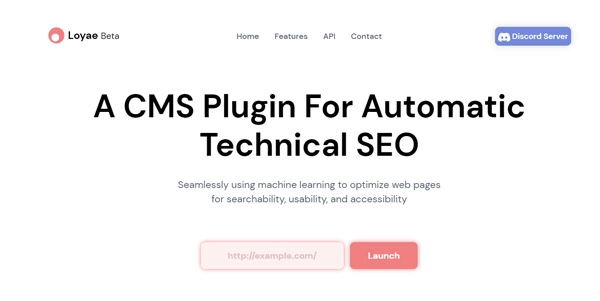 Loyae Beta
Home Features API Contact
Discord Server
A CMS Plugin For Automatic
Technical SEO
Seamlessly using machine learning to optimize web pages
for searchability, usability, and accessibility
http://example.com/
Launch